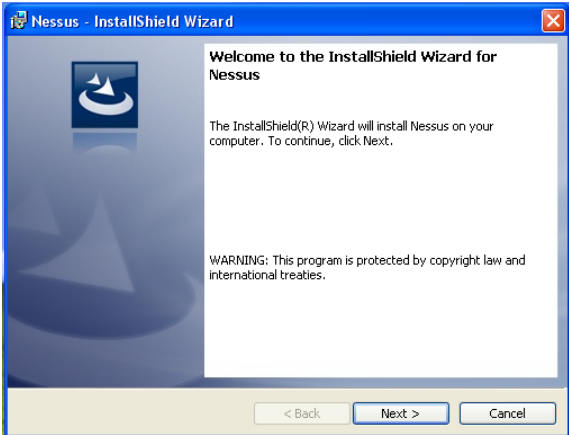 Nessus - InstallShield Wizard
Welcome to the InstallShield Wizard for
Nessus
The InstallShield(R) Wizard will install Nessus on your
computer. To continue, click Next.
WARNING: This program is protected by copyright law and
international treaties.
< Back
Next >
Cancel